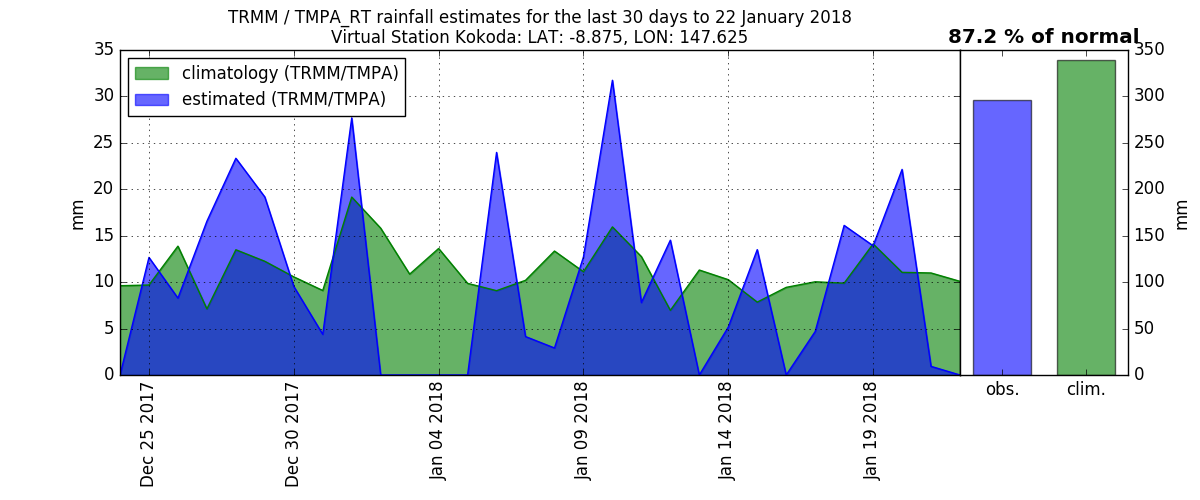 TRMM / TMPA_RT rainfall estimates for the last 30 days to 22 January 2018
Virtual Station Kokoda: LAT: -8.875, LON: 147.625
87.2 % of normal
climatology (TRMM/TMPA)
estimated (TRMM/TMPA)
35
30
25
20
15
10
5
0
mm
Dec 25 2017
Dec 30 2017
Jan 04 2018
Jan 09 2018
Jan 14 2018
Jan 19 2018
350
300
250
200
150
100
50
0
mm
obs.
clim.